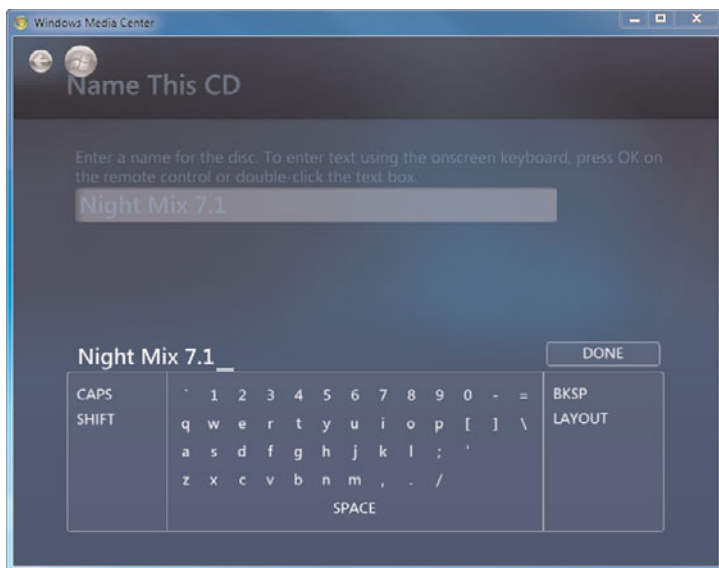 Windows Media Center
Name This CD
Enter a name for the disc. To enter text using the onscreen keyboard, press OK on
the remote control or double-click the text box.
Night Mix 7.1
Night Mix 7.1_
DONE
CAPS
SHIFT
` 1 2 3 4 5 6 7 8 9 0 - =
q w e r t y u i o p [ ] \
a s d f g h j k l ; '
z x c v b n m , . /
SPACE
BKSP
LAYOUT